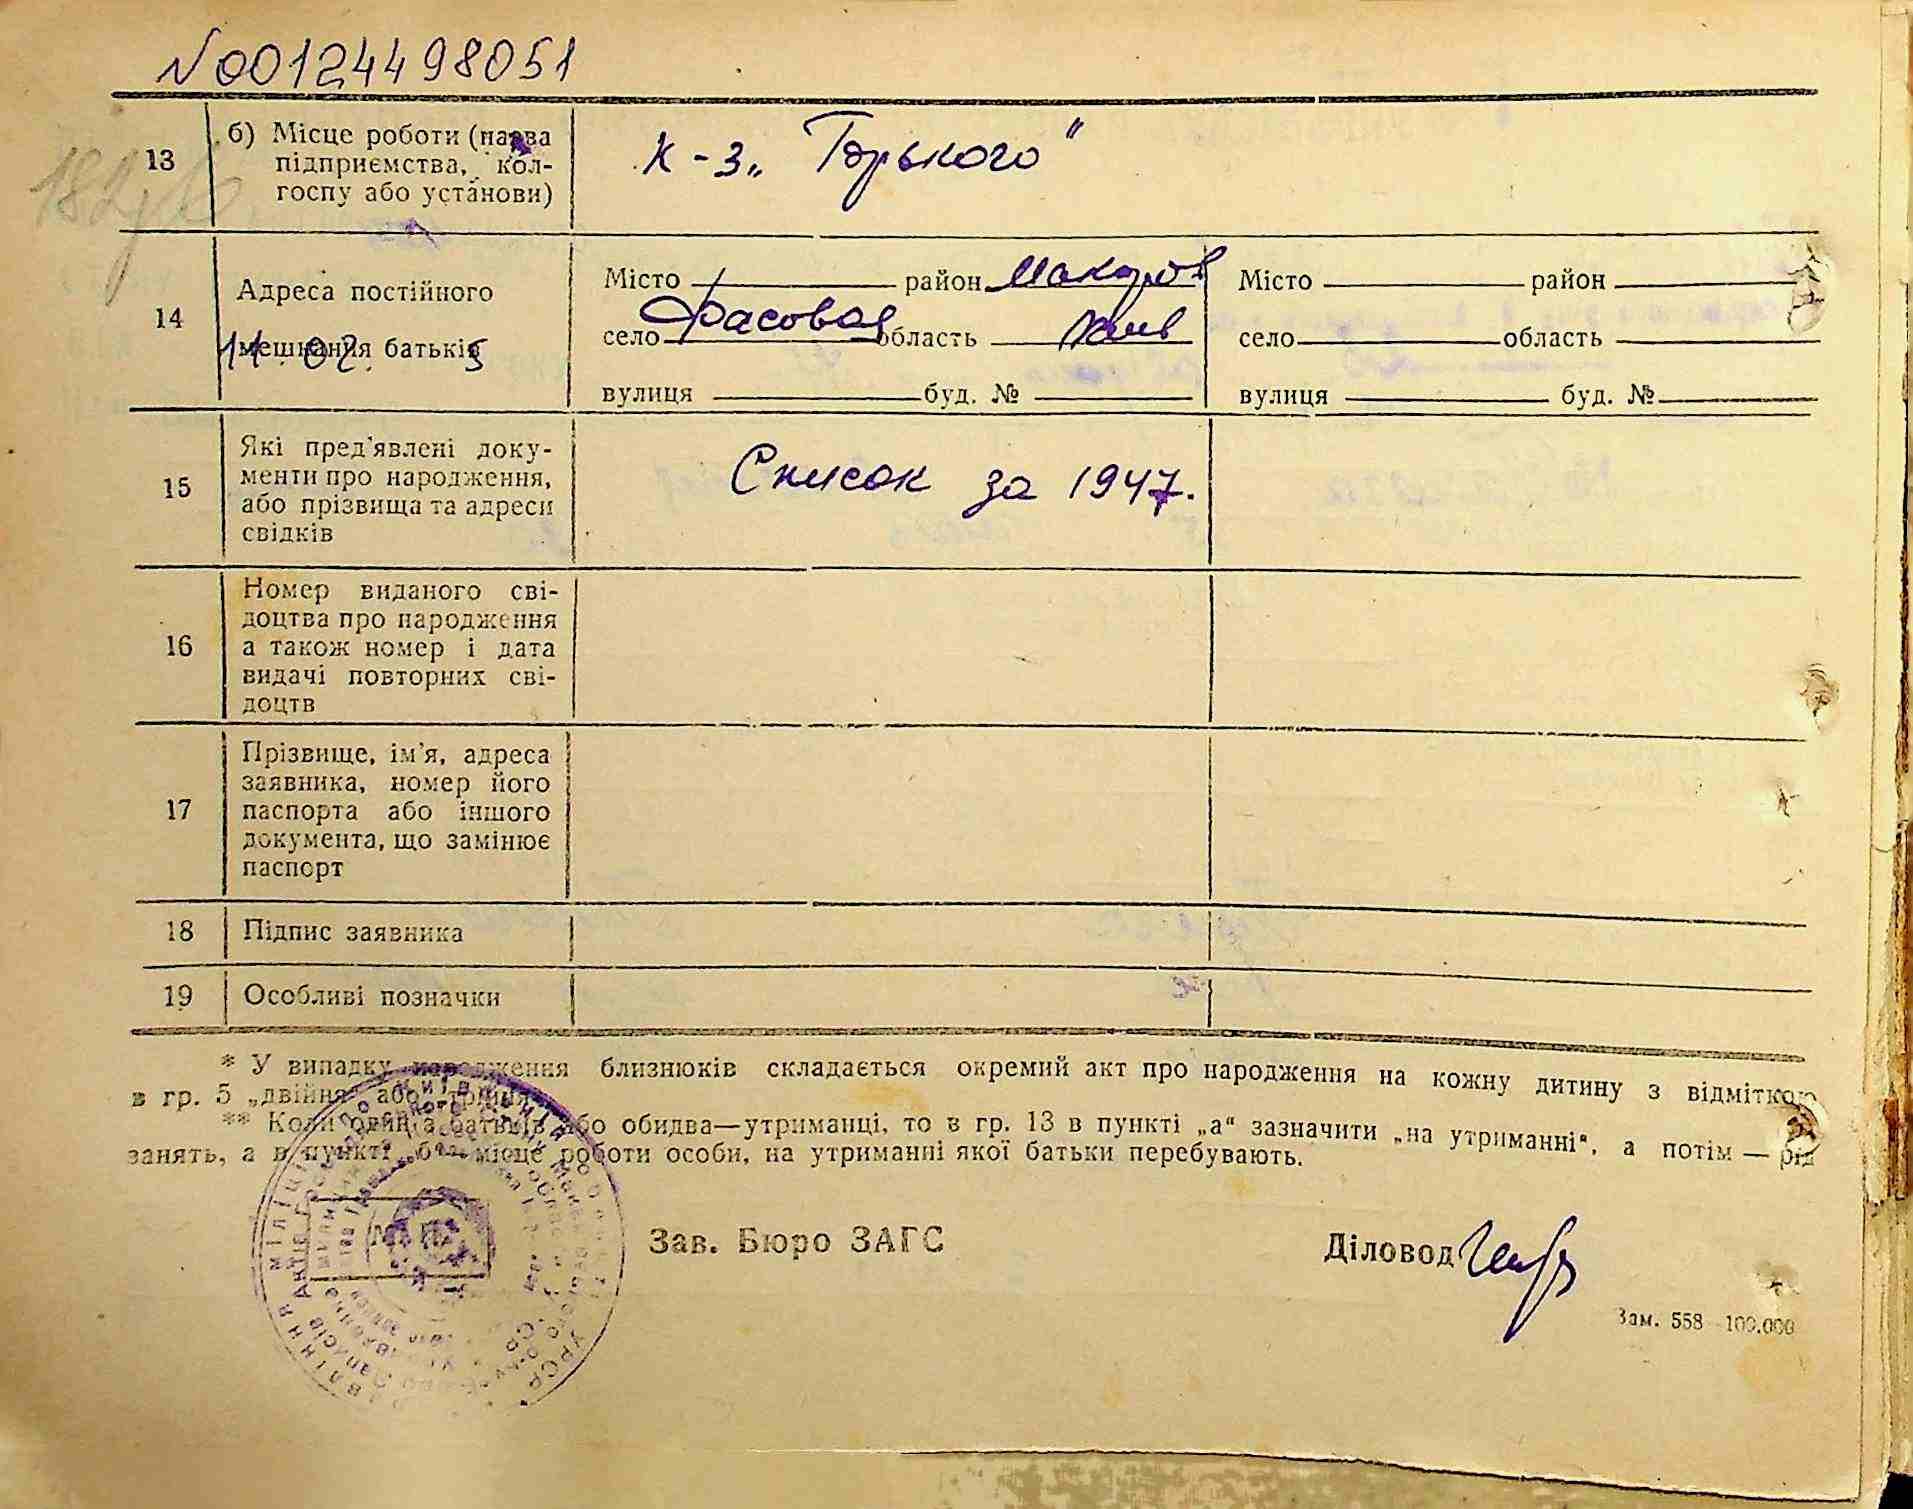 N00124498051
13
б) Місце роботи (назва
підприємства, кол-
госпу або установи)
к-з „Горького"
14
Адреса постійного
мешкання батьків
11.02.
5
Місто район Макаров
село Фасовая область Киев
вулиця буд. №
Місто район
село область
вулиця буд. №
15
Які пред'явлені доку-
менти про народження,
або прізвища та адреси
свідків
Список за 1947.
16
Номер виданого сві-
доцтва про народження
а також номер і дата
видачі повторних сві-
доцтв
17
Прізвище, ім'я, адреса
заявника, номер його
паспорта або іншого
документа, що замінює
паспорт
18
Підпис заявника
19
Особливі позначки
* У випадку народження близнюків складається окремий акт про народження на кожну дитину з відміткою
в гр. 5 „двійня" або „трійня".
** Коли один з батьків або обидва—утриманці, то в гр. 13 в пункті „а" зазначити „на утриманні", а потім — рід
занять, а в пункті „б"— місце роботи особи, на утриманні якої батьки перебувають.
М. П.
Зав. Бюро ЗАГС
Діловод
Зам. 558—100.000